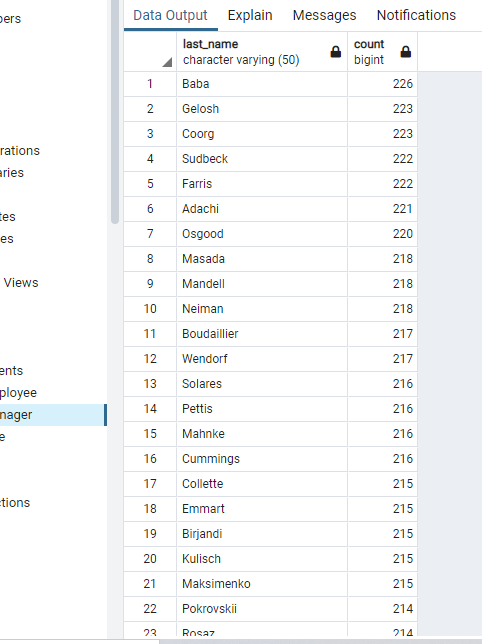 Data Output Explain Messages Notifications
last_name count
character varying (50) bigint
1 Baba 226
2 Gelosh 223
3 Coorg 223
4 Sudbeck 222
5 Farris 222
6 Adachi 221
7 Osgood 220
8 Masada 218
9 Mandell 218
10 Neiman 218
11 Boudaillier 217
12 Wendorf 217
13 Solares 216
14 Pettis 216
15 Mahnke 216
16 Cummings 216
17 Collette 215
18 Emmart 215
19 Birjandi 215
20 Kulisch 215
21 Maksimenko 215
22 Pokrovskii 214
23 Rosaz 214
pers
rations
aries
tes
es
Views
ents
ployee
nager
e
ctions